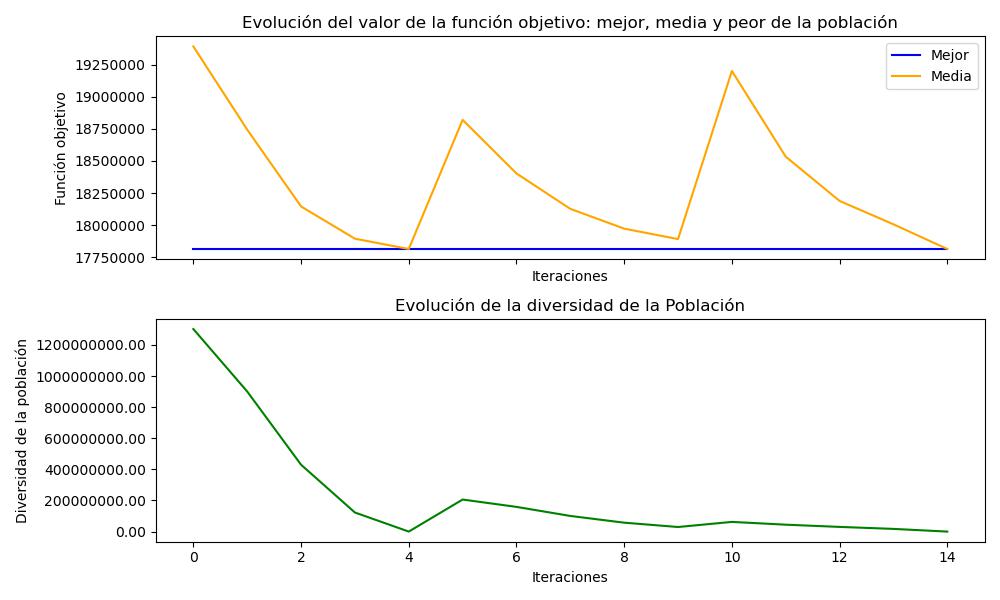 Evolución del valor de la función objetivo: mejor, media y peor de la población
Función objetivo
19250000
19000000
18750000
18500000
18250000
18000000
17750000
Mejor
Media
Iteraciones
Evolución de la diversidad de la Población
Diversidad de la población
1200000000.00
1000000000.00
800000000.00
600000000.00
400000000.00
200000000.00
0.00
0 2 4 6 8 10 12 14
Iteraciones